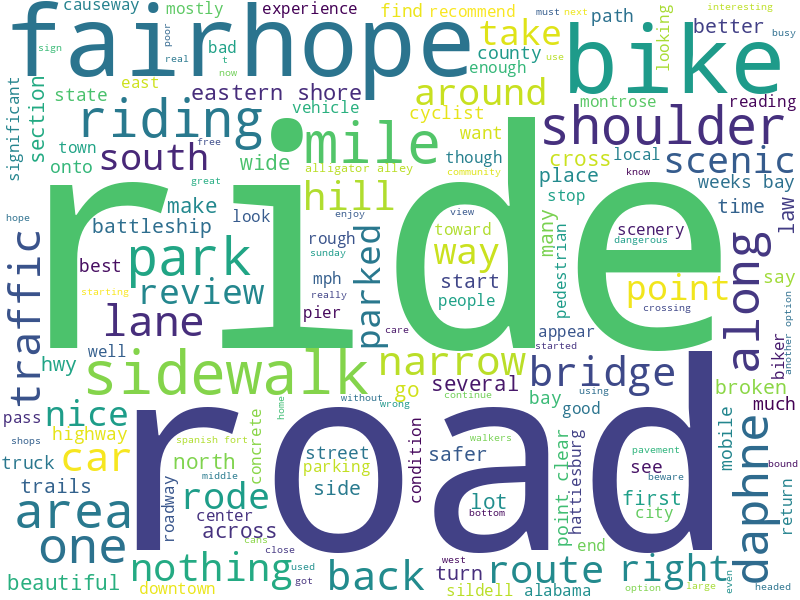 causeway mostly experience find recommend must next interesting
sign poor real bad t now
fairhope take bike looking better busy
path
county enough
state east eastern shore vehicle around cyclist montrose reading
significant section town onto riding mile want shoulder
south free wide alligator alley though cross local scenic
great community place know weeks bay
hope make hill stop many time law
battleship look enjoy view scenery dangerous
rough toward pedestrian
ride
traffic best park sunday way along say
starting review mph really start point
lane pier parked people crossing
hwy well care appear started biker another option
sidewalk narrow bridge
go several bay broken
nice without wrong continue using good much
pass home
shops highway spanish fort walkers pavement bound
truck car concrete street condition safer see mobile
trails north middle parking beware
area roadway rode side lot point clear hattiesburg first daphne return
center bottom city
road
one across cans end
close west
nothing used back turn route right even headed
beautiful downtown got sildell alabama option large